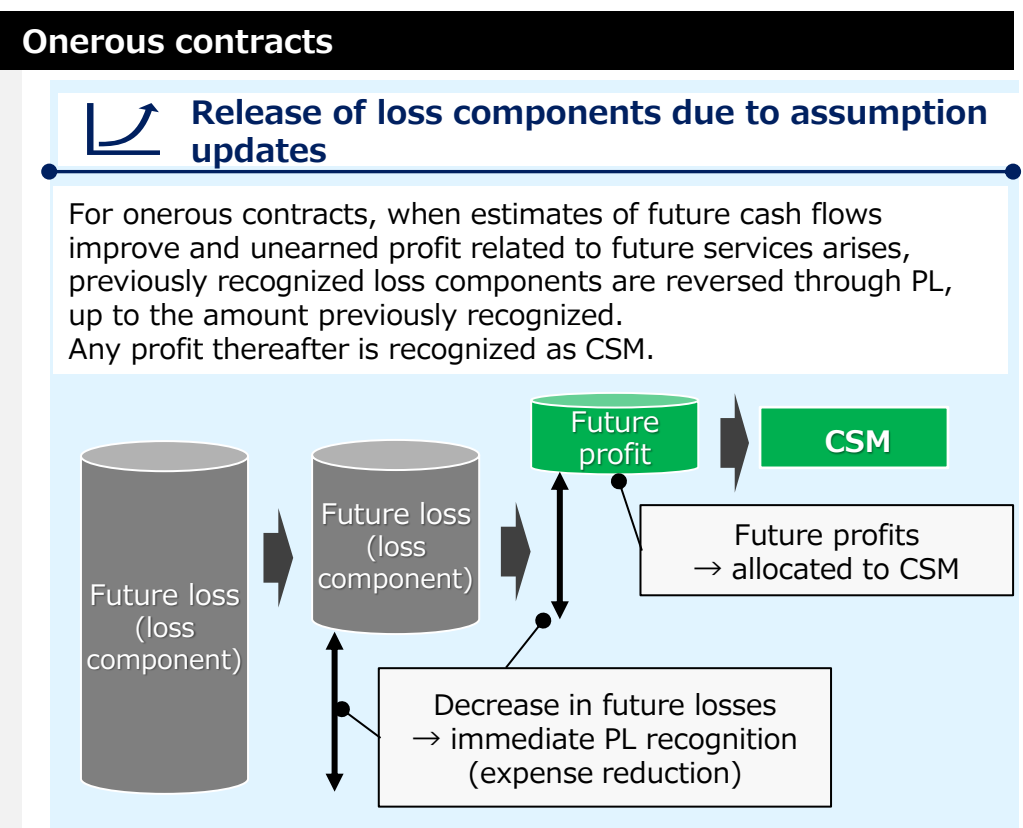 Onerous contracts
Release of loss components due to assumption
updates
For onerous contracts, when estimates of future cash flows
improve and unearned profit related to future services arises,
previously recognized loss components are reversed through PL,
up to the amount previously recognized.
Any profit thereafter is recognized as CSM.
Future loss
(loss
component)
Future loss
(loss
component)
Future
profit
CSM
Future profits
→ allocated to CSM
Decrease in future losses
→ immediate PL recognition
(expense reduction)